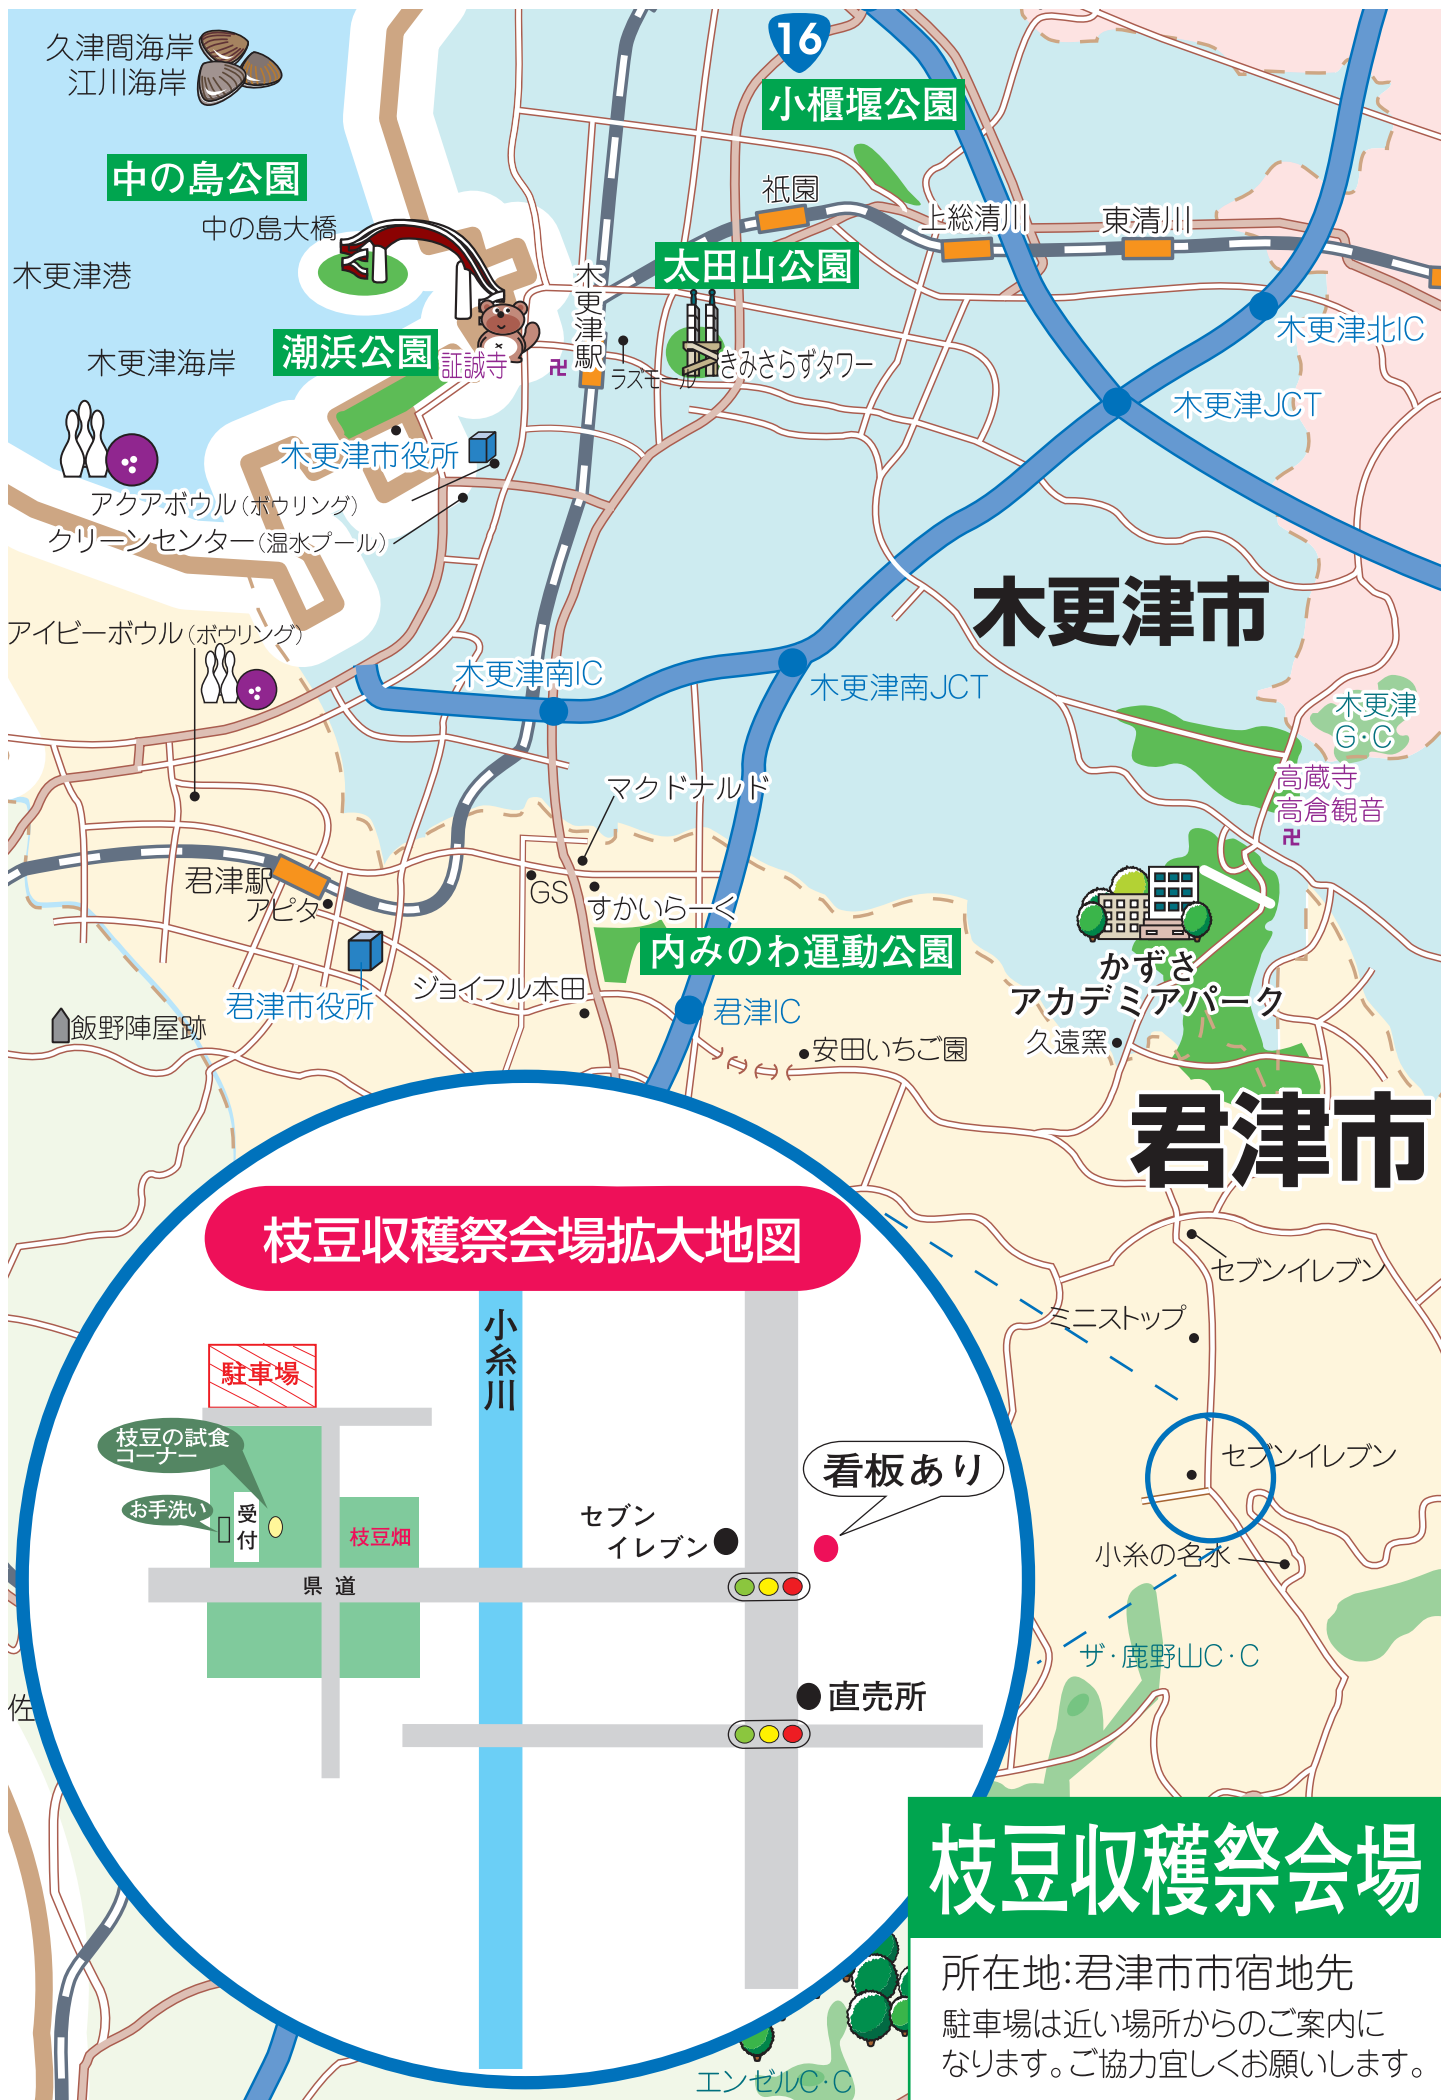 久津間海岸
江川海岸
16
小櫃堰公園
中の島公園
中の島大橋
祇園
上総清川
東清川
木更津港
太田山公園
木更津駅
木更津北IC
潮浜公園
木更津海岸
証誠寺
ラズモール
きみさらずタワー
木更津JCT
木更津市役所
アクアボウル(ボウリング)
クリーンセンター(温水プール)
木更津市
アイビーボウル(ボウリング)
木更津南IC
木更津南JCT
木更津
G・C
高蔵寺
高倉観音
マクドナルド
君津駅
アピタ
GS
すかいらーく
内みのわ運動公園
かずさ
アカデミアパーク
君津市役所
ジョイフル本田
君津IC
飯野陣屋跡
安田いちご園
久遠窯
君津市
枝豆収穫祭会場拡大地図
セブンイレブン
ミニストップ
小糸川
駐車場
枝豆の試食
コーナー
お手洗い
受付
枝豆畑
県道
セブン
イレブン
看板あり
セブンイレブン
小糸の名水
ザ・鹿野山C・C
直売所
佐
枝豆収穫祭会場
所在地:君津市市宿地先
駐車場は近い場所からのご案内に
なります。ご協力宜しくお願いします。
エンゼルC・C